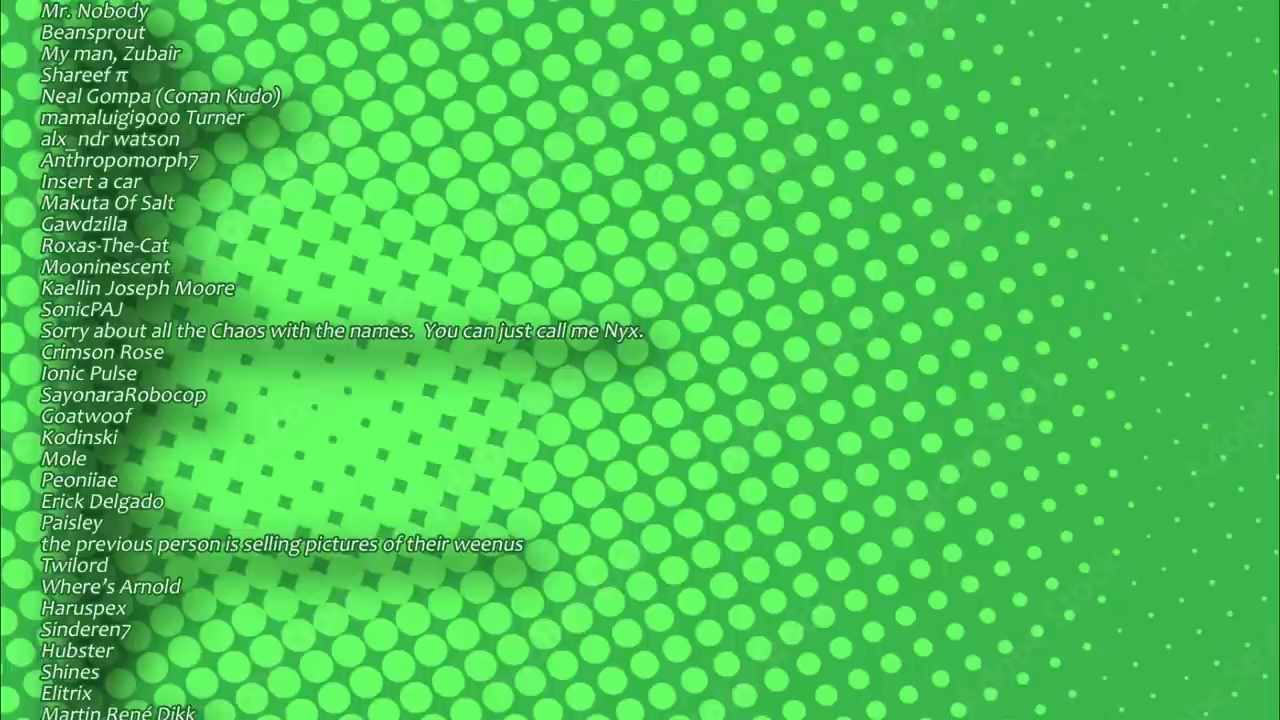 Mr. Nobody
Beansprout
My man, Zubair
Shareef π
Neal Gompa (Conan Kudo)
mamaluigi9000 Turner
alx_ndr watson
Anthropomorph7
Insert a car
Makuta Of Salt
Gawdzilla
Roxas-The-Cat
Mooninescent
Kaellin Joseph Moore
SonicPAJ
Sorry about all the Chaos with the names.  You can just call me Nyx.
Crimson Rose
Ionic Pulse
SayonaraRobocop
Goatwoof
Kodinski
Mole
Peoniiae
Erick Delgado
Paisley
the previous person is selling pictures of their weenus
Twilord
Where's Arnold
Haruspex
Sinderen7
Hubster
Shines
Elitrix
Martin René Dikk